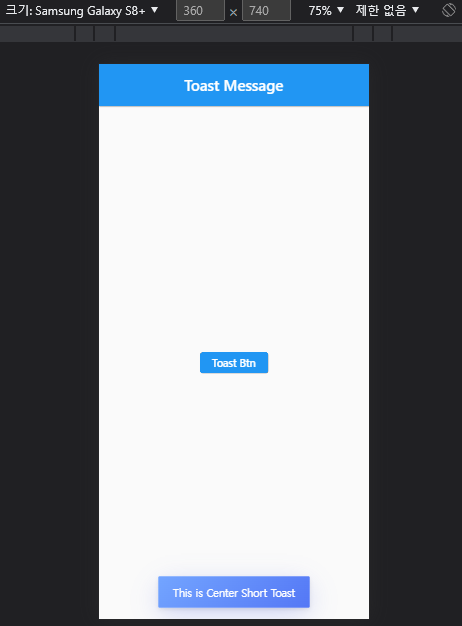 크기: Samsung Galaxy S8+ ▼ 360 × 740 75% ▼ 제한 없음 ▼
Toast Message
Toast Btn
This is Center Short Toast